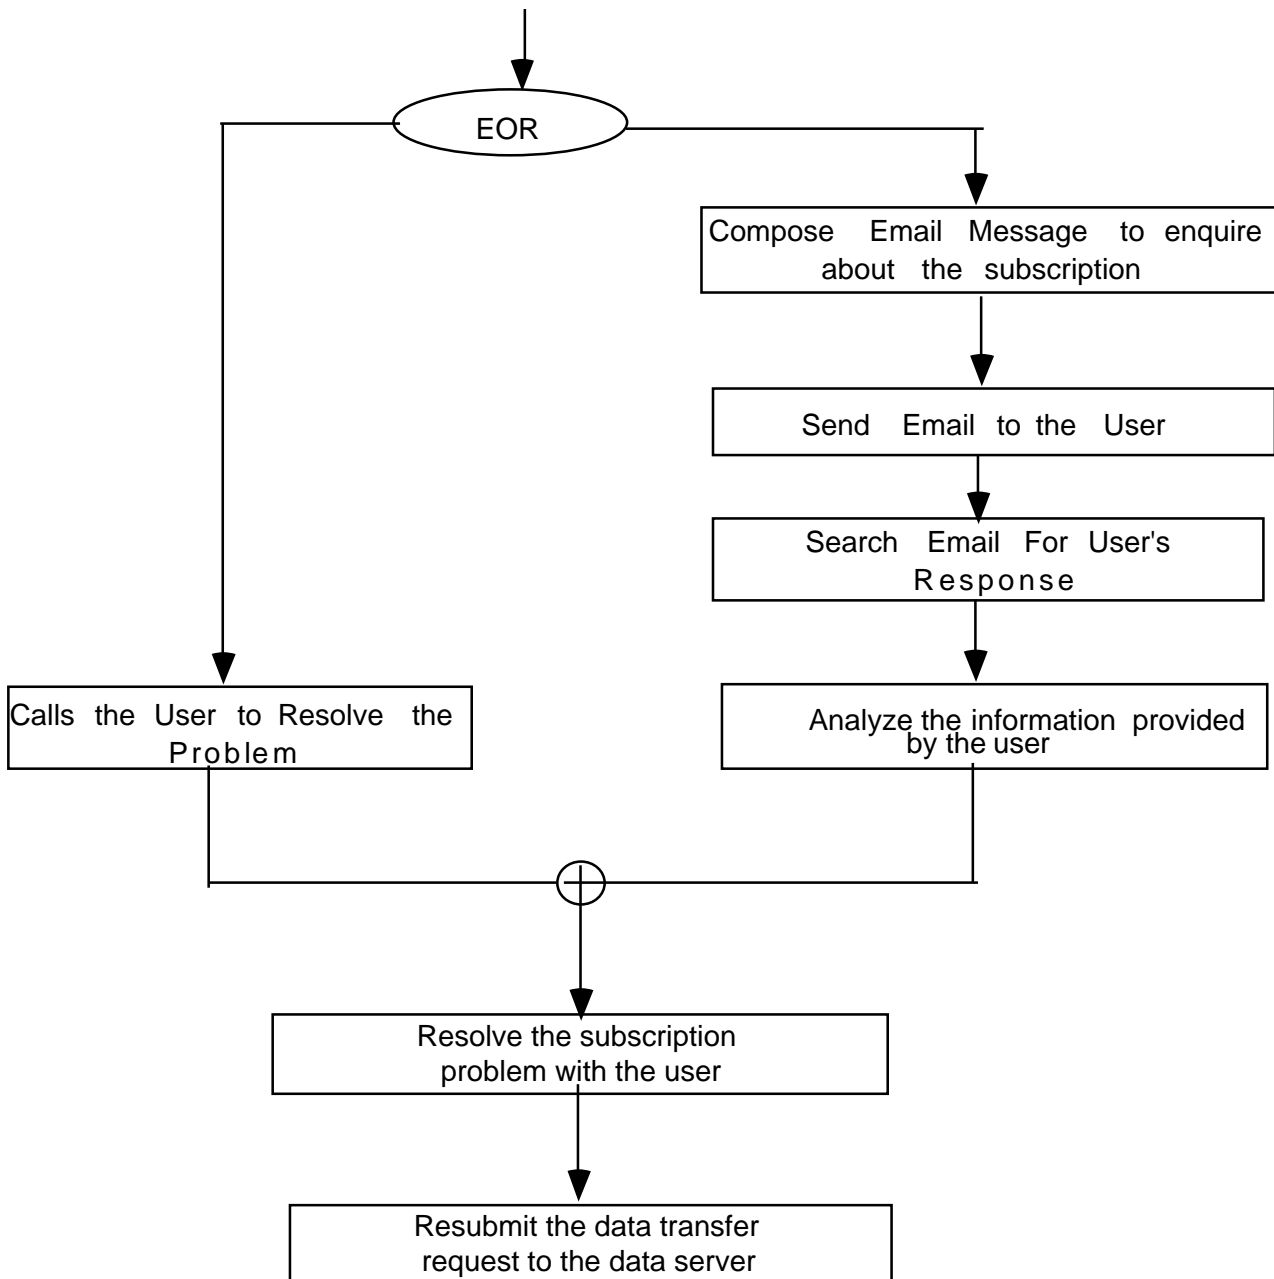 EOR
Compose Email Message to enquire
about the subscription
Send Email to the User
Search Email For User's
Response
Calls the User to Resolve the
Problem
Analyze the information provided
by the user
Resolve the subscription
problem with the user
Resubmit the data transfer
request to the data server